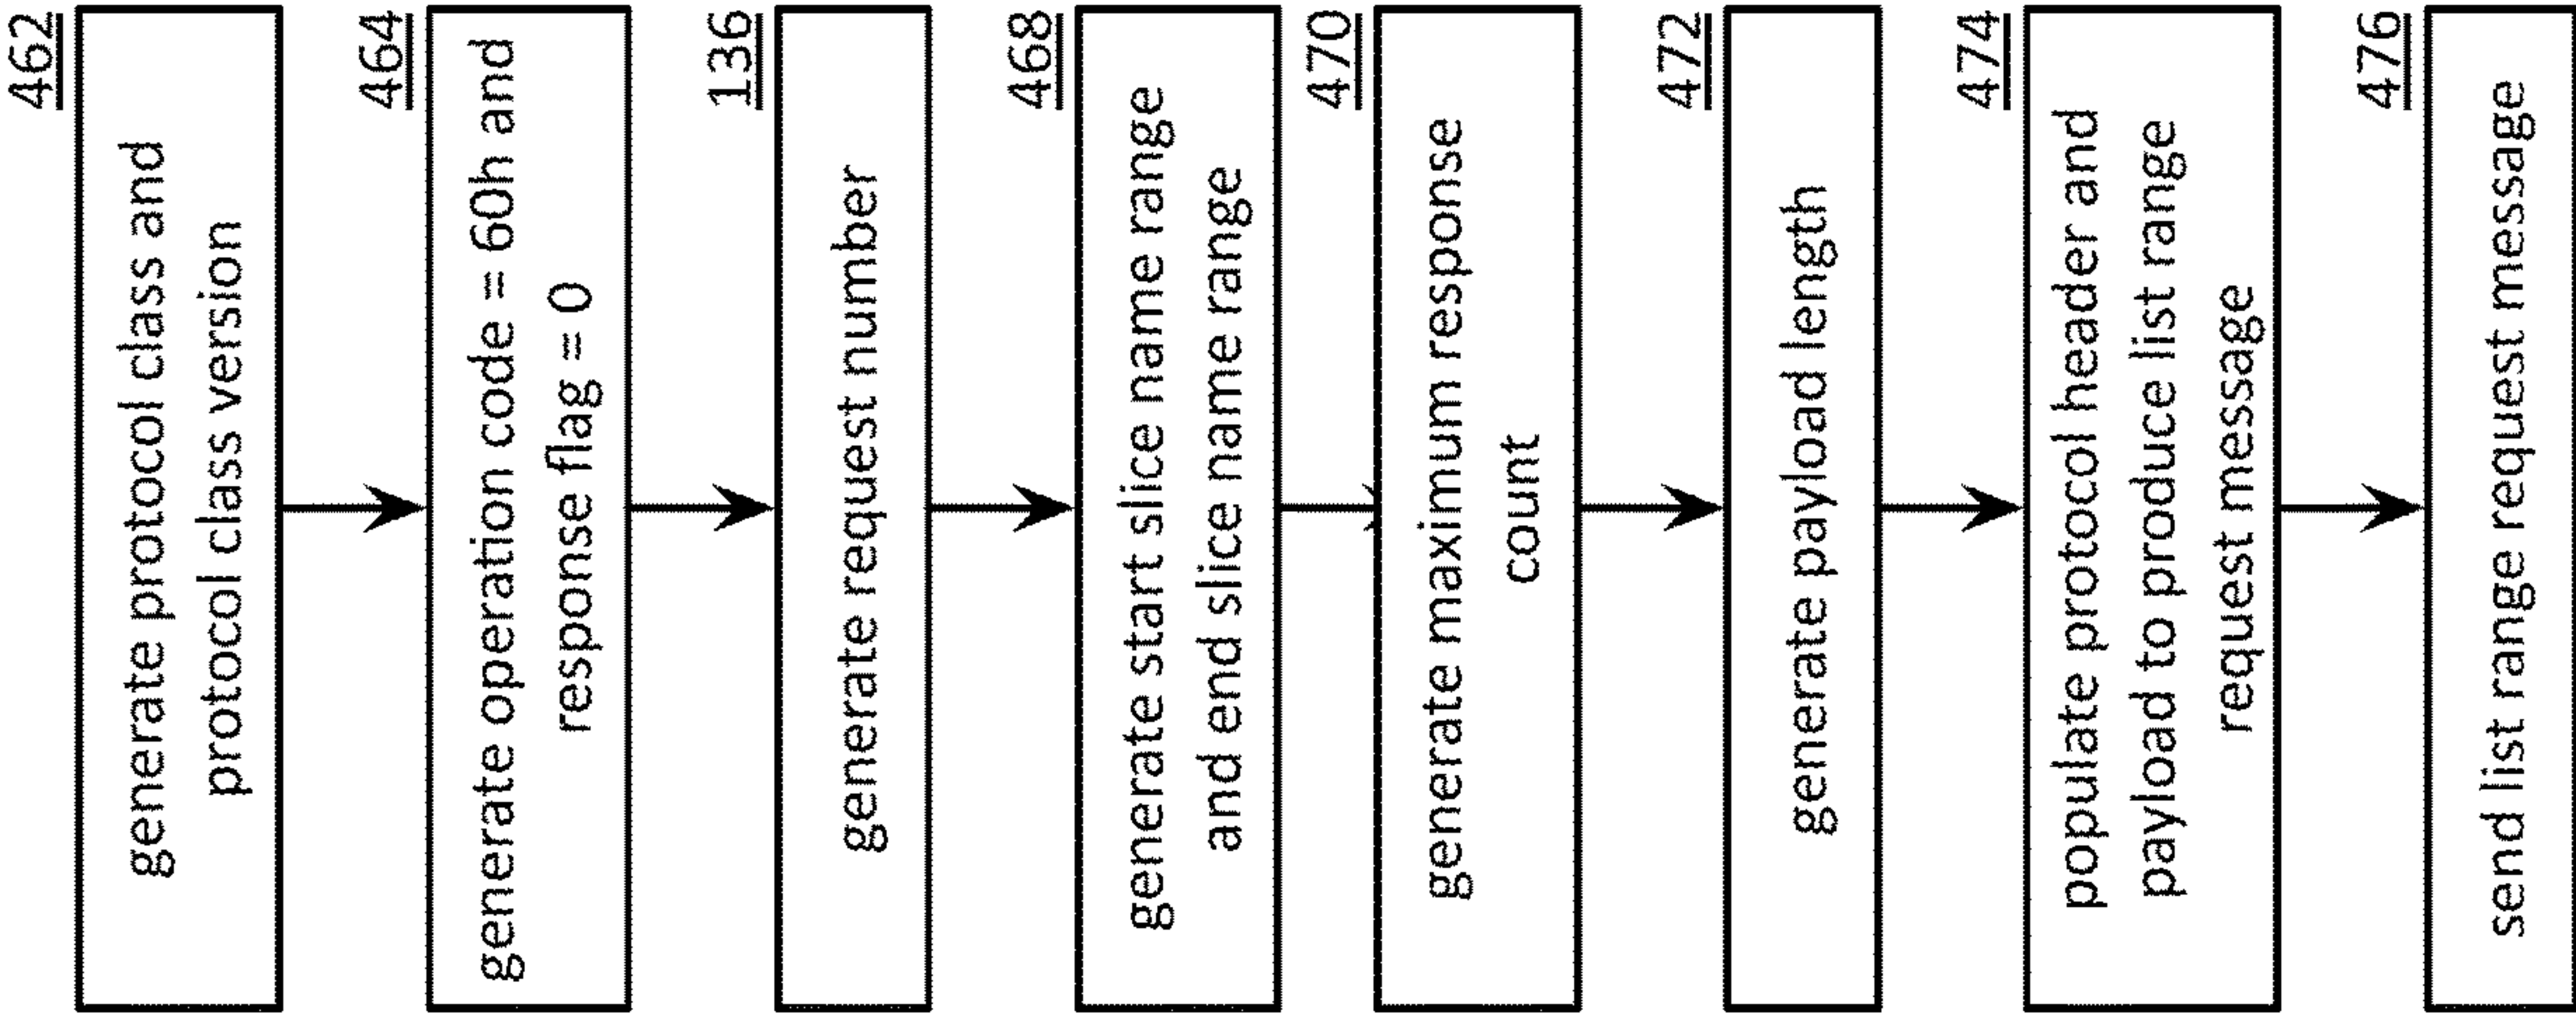 462
generate protocol class and
protocol class version
464
generate operation code = 60h and
response flag = 0
136
generate request number
468
generate start slice name range
and end slice name range
470
generate maximum response
count
472
generate payload length
474
populate protocol header and
payload to produce list range
request message
476
send list range request message